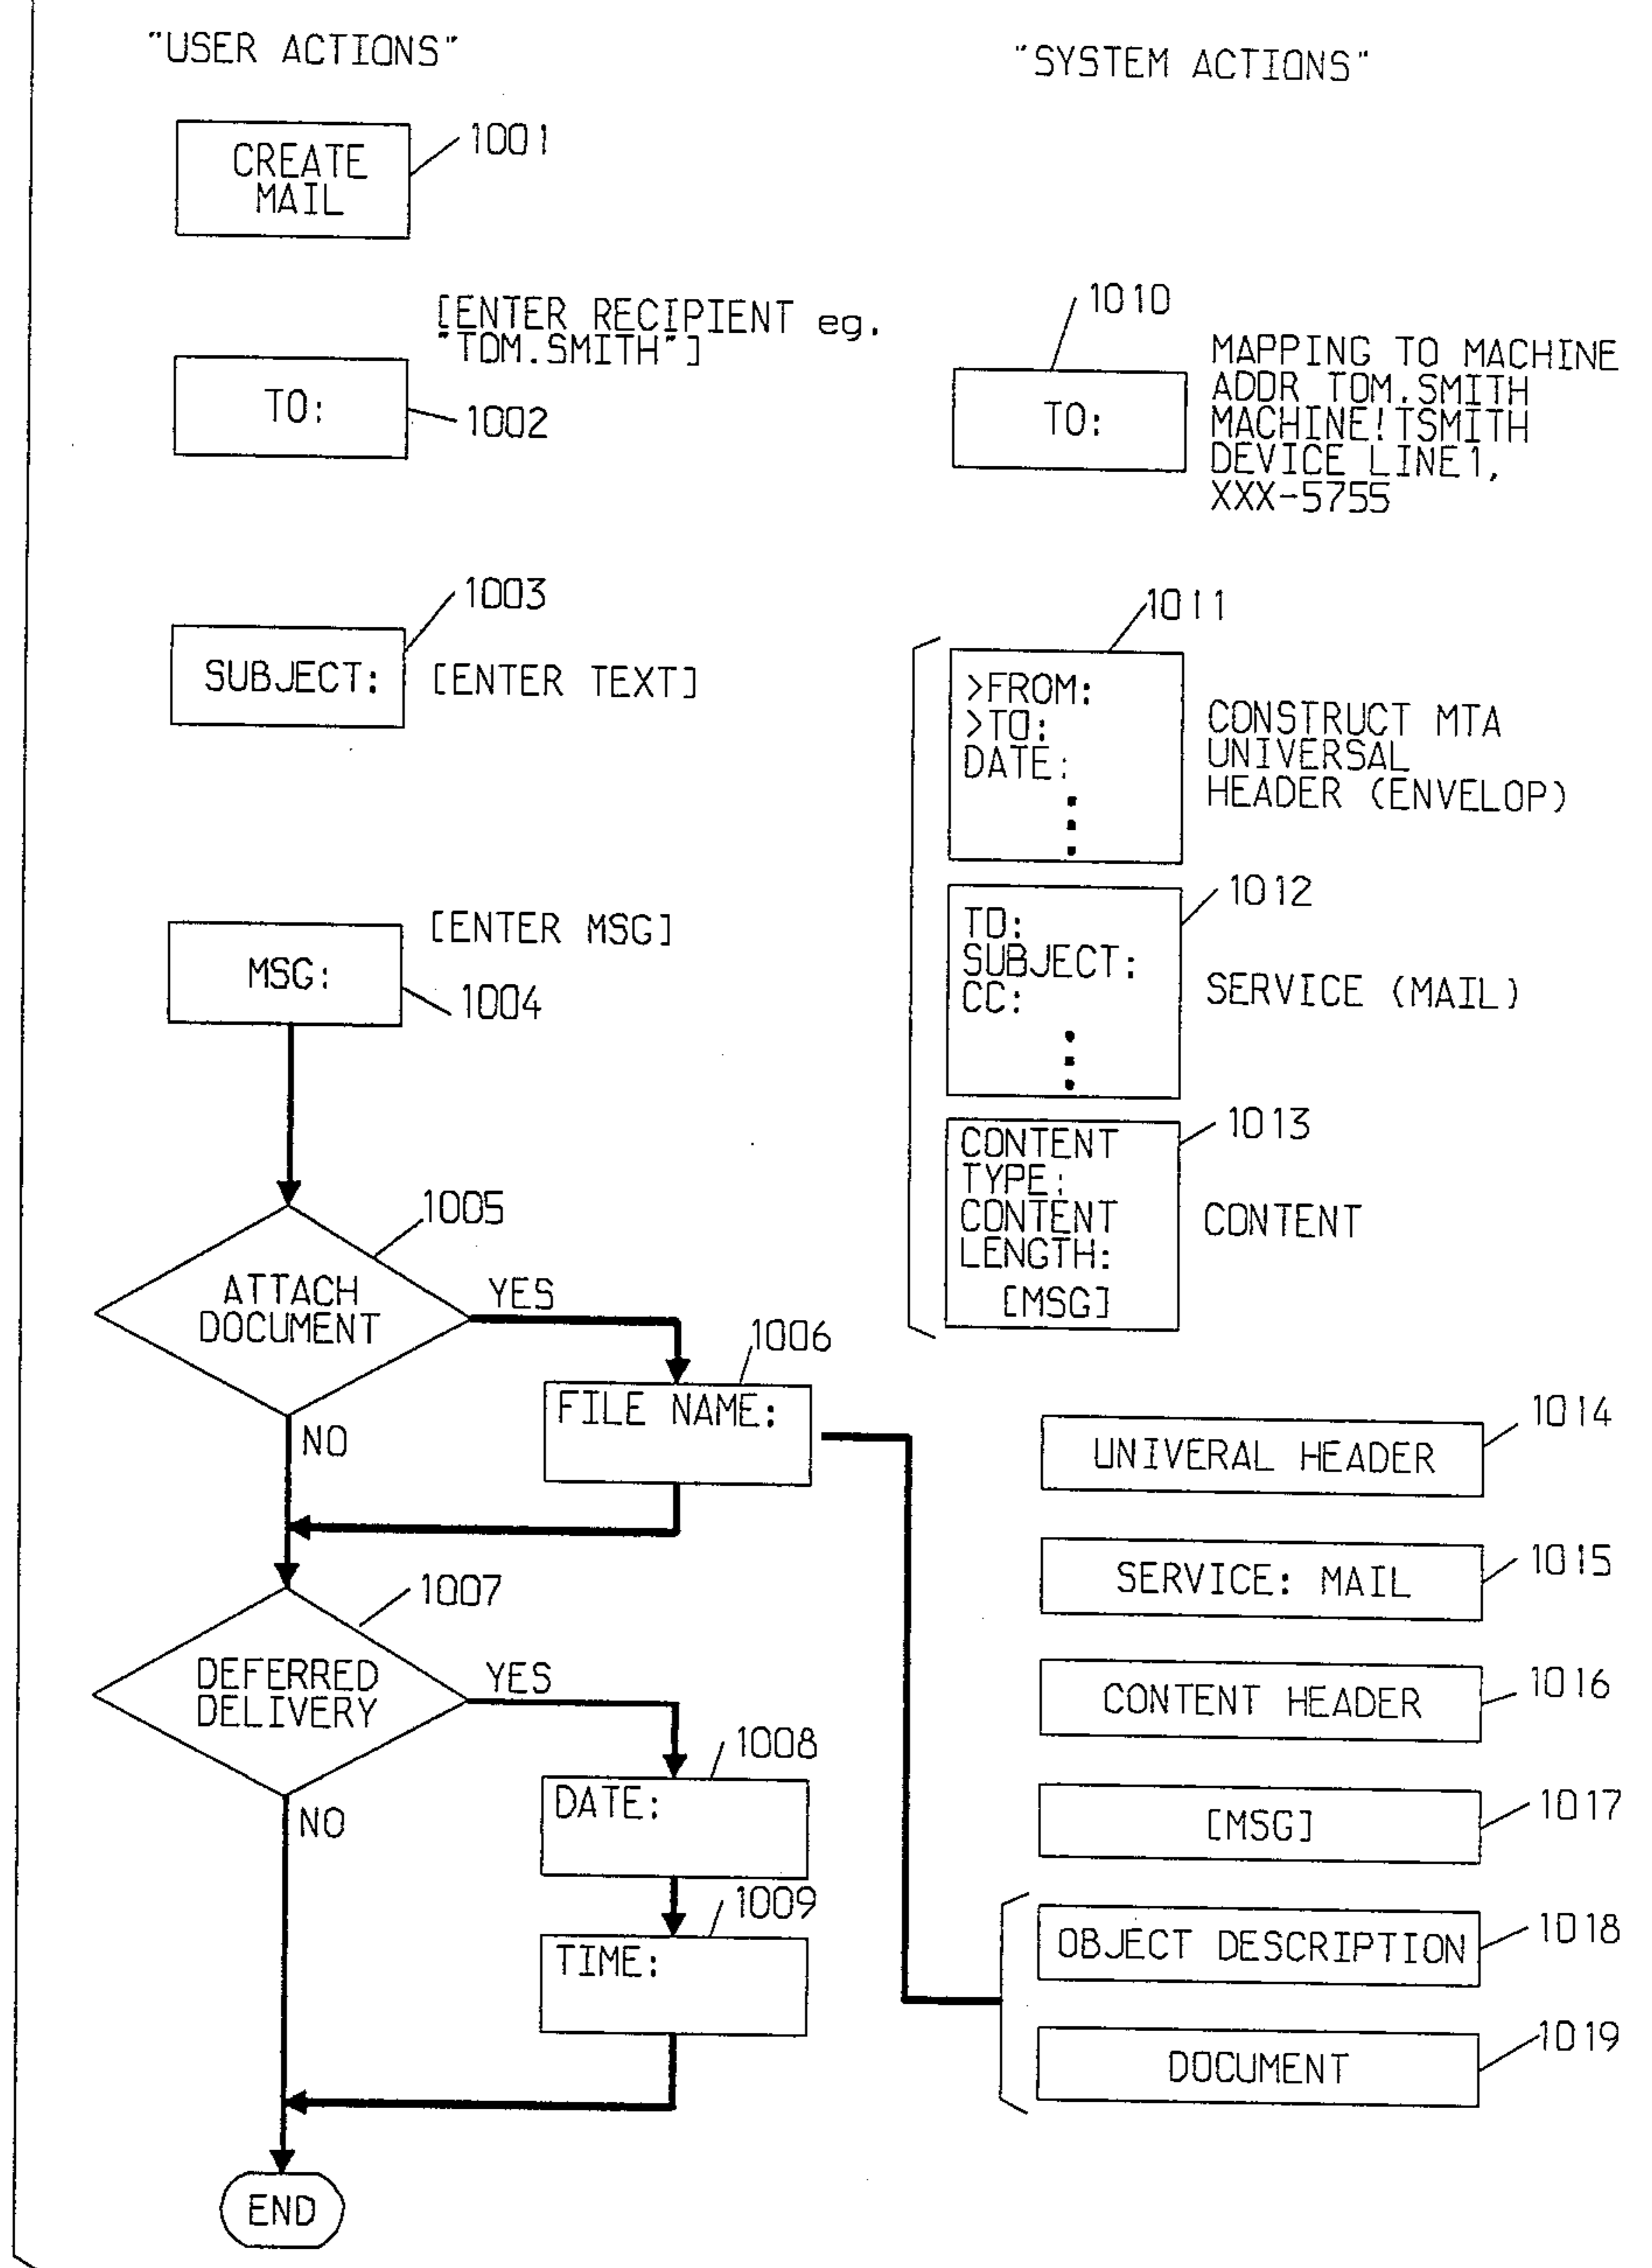 "USER ACTIONS"
"SYSTEM ACTIONS"
1001
CREATE
MAIL
[ENTER RECIPIENT eg.
"TOM.SMITH"]
TO:
1002
1010
TO:
MAPPING TO MACHINE
ADDR TOM.SMITH
MACHINE!TSMITH
DEVICE LINE1,
XXX-5755
1003
SUBJECT:
[ENTER TEXT]
1011
>FROM:
>TO:
DATE:
CONSTRUCT MTA
UNIVERSAL
HEADER (ENVELOP)
[ENTER MSG]
MSG:
1004
1012
TO:
SUBJECT:
CC:
SERVICE (MAIL)
1013
CONTENT
TYPE:
CONTENT
LENGTH:
[MSG]
CONTENT
1005
ATTACH
DOCUMENT
YES
NO
1006
FILE NAME:
1014
UNIVERAL HEADER
1015
SERVICE: MAIL
1007
DEFERRED
DELIVERY
YES
NO
1016
CONTENT HEADER
1008
DATE:
1017
[MSG]
1009
TIME:
1018
OBJECT DESCRIPTION
1019
DOCUMENT
END